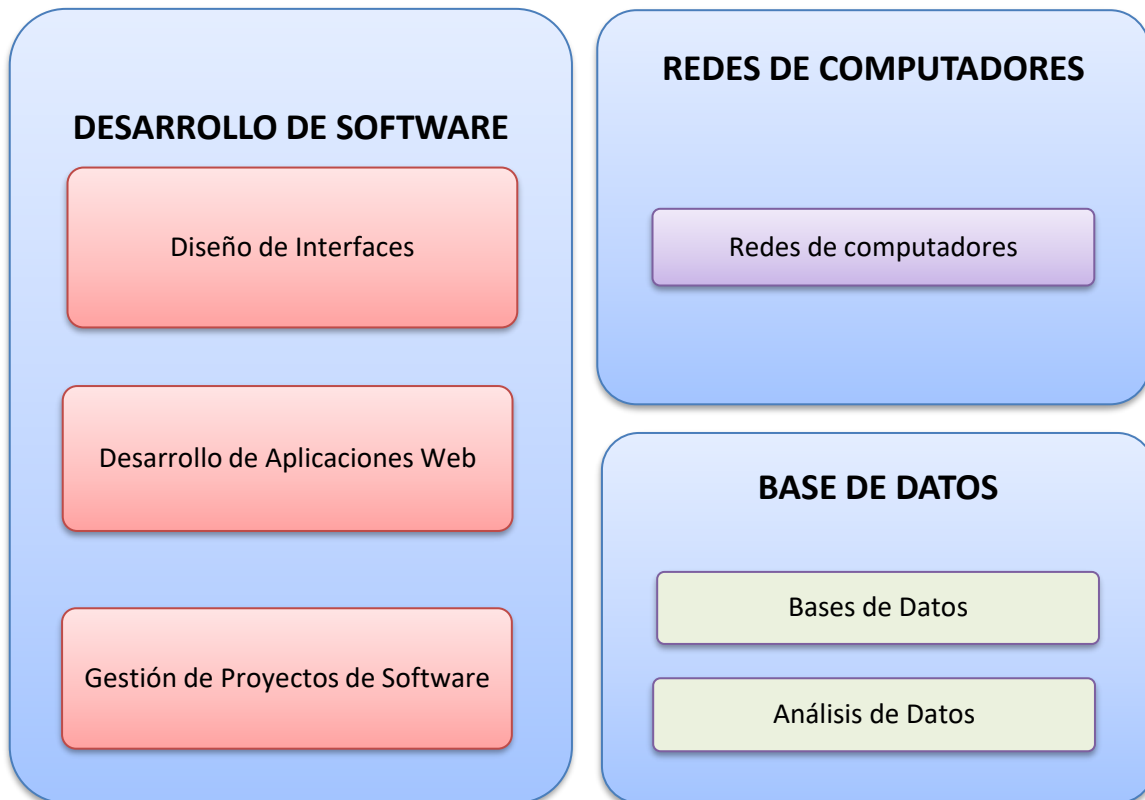 DESARROLLO DE SOFTWARE
Diseño de Interfaces
Desarrollo de Aplicaciones Web
Gestión de Proyectos de Software
REDES DE COMPUTADORES
Redes de computadores
BASE DE DATOS
Bases de Datos
Análisis de Datos